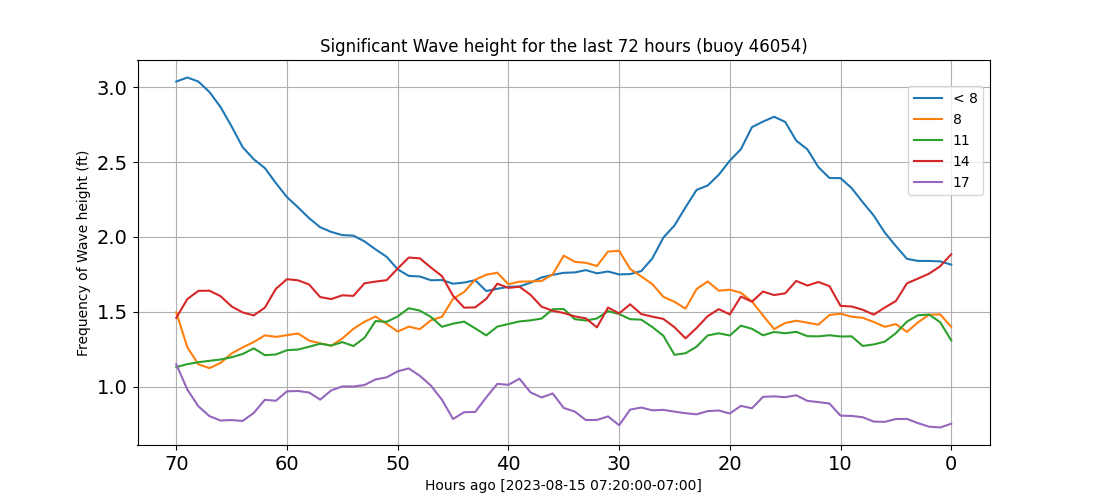 Significant Wave height for the last 72 hours (buoy 46054)
Frequency of Wave height (ft)
3.0
2.5
2.0
1.5
1.0
< 8
8
11
14
17
70 60 50 40 30 20 10 0
Hours ago [2023-08-15 07:20:00-07:00]